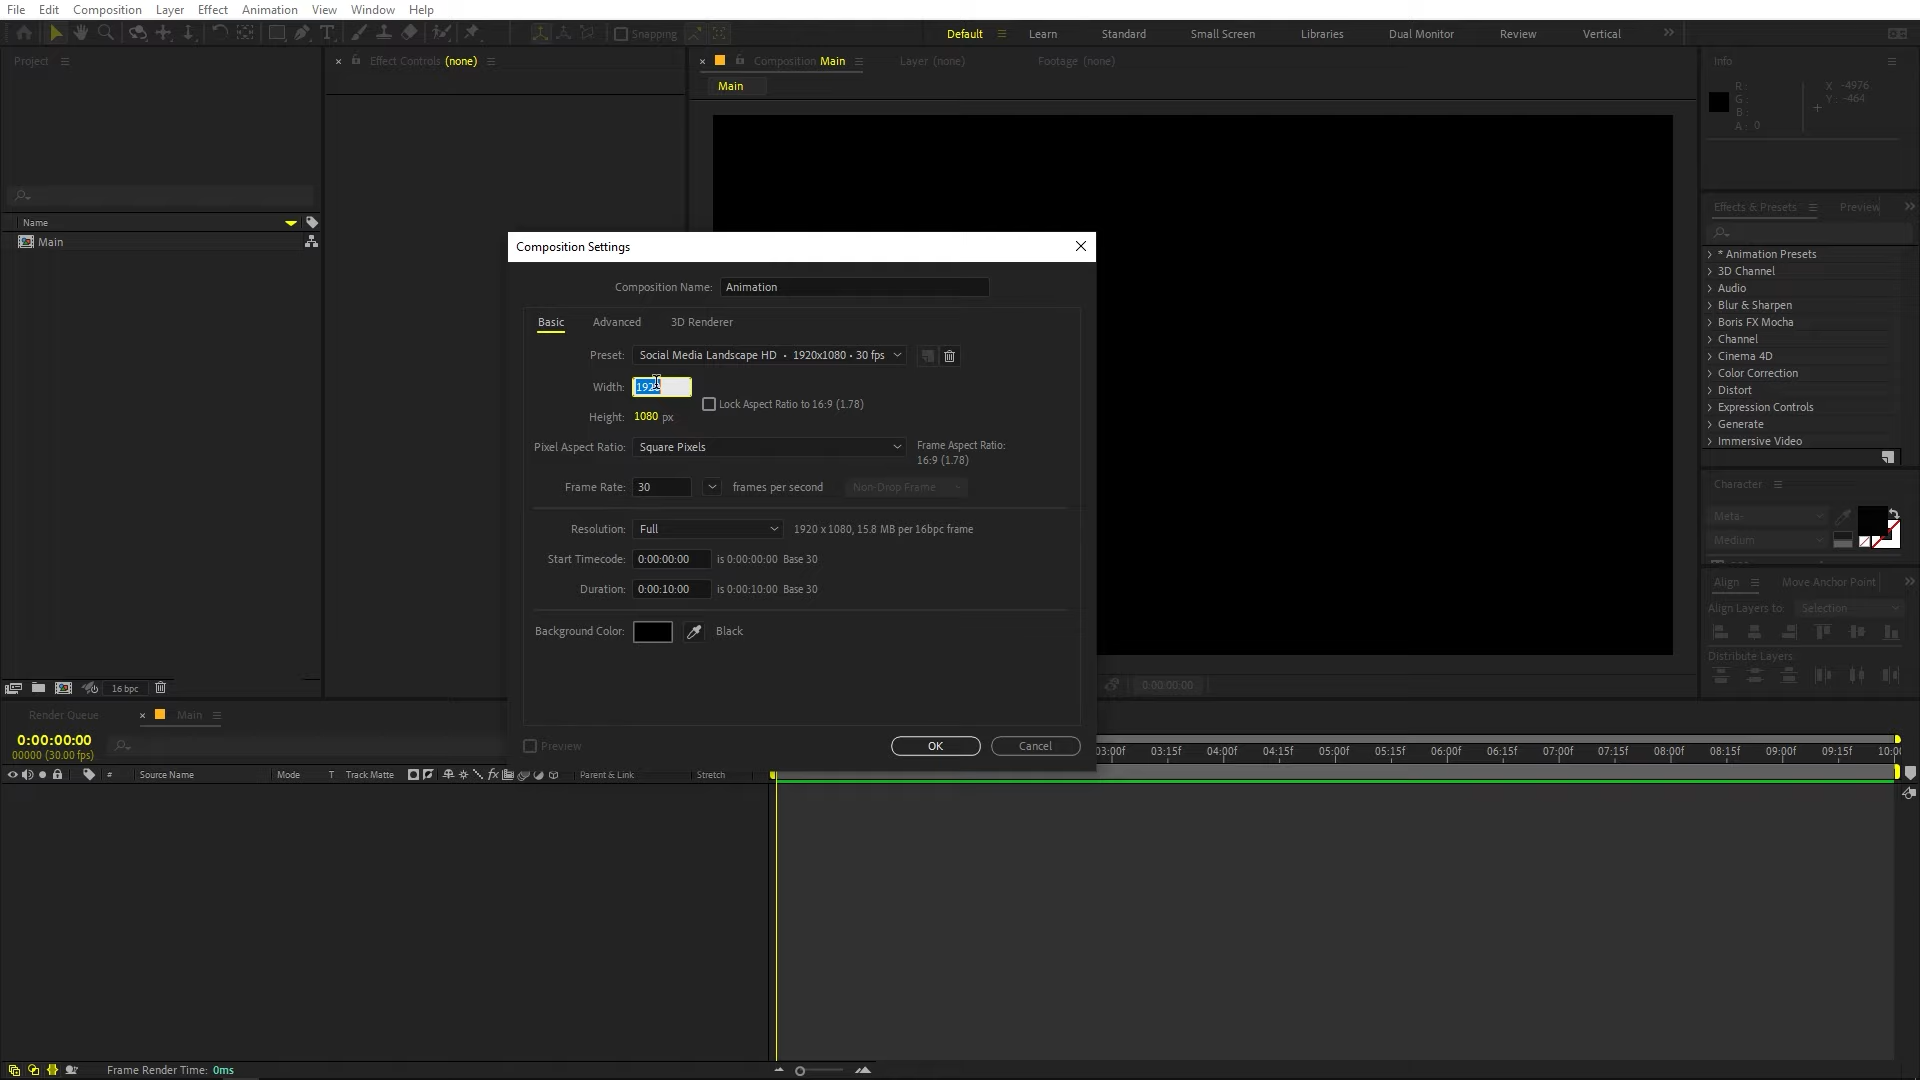 File Edit Composition Layer Effect Animation View Window Help
Snapping
Default Learn Standard Small Screen Libraries Dual Monitor Review Vertical
Project
Effect Controls (none)
Composition Main
Layer (none)
Footage (none)
Info
Main
R:
G:
B:
A: 0
X -4976
Y: -464
Name
Main
Effects & Presets
Preview
* Animation Presets
3D Channel
Audio
Blur & Sharpen
Boris FX Mocha
Channel
Cinema 4D
Color Correction
Distort
Expression Controls
Generate
Immersive Video
Composition Settings
Composition Name: Animation
Basic Advanced 3D Renderer
Preset: Social Media Landscape HD • 1920x1080 • 30 fps
Width:
Lock Aspect Ratio to 16:9 (1.78)
Height: 1080 px
Pixel Aspect Ratio: Square Pixels
Frame Aspect Ratio:
16:9 (1.78)
Frame Rate: 30 frames per second Non-Drop Frame
Resolution: Full 1920 x 1080, 15.8 MB per 16bpc frame
Start Timecode: 0:00:00:00 is 0:00:00:00 Base 30
Duration: 0:00:10:00 is 0:00:10:00 Base 30
Background Color: Black
Preview OK Cancel
Character
Meta-
Medium
Align Move Anchor Point
Align Layers to: Selection
Distribute Layers:
16 bpc
0:00:00:00
Render Queue Main
0:00:00:00
00000 (30.00 fps)
03:00f 03:15f 04:00f 04:15f 05:00f 05:15f 06:00f 06:15f 07:00f 07:15f 08:00f 08:15f 09:00f 09:15f
# Source Name Mode T Track Matte fx Parent & Link Stretch
Frame Render Time: 0ms